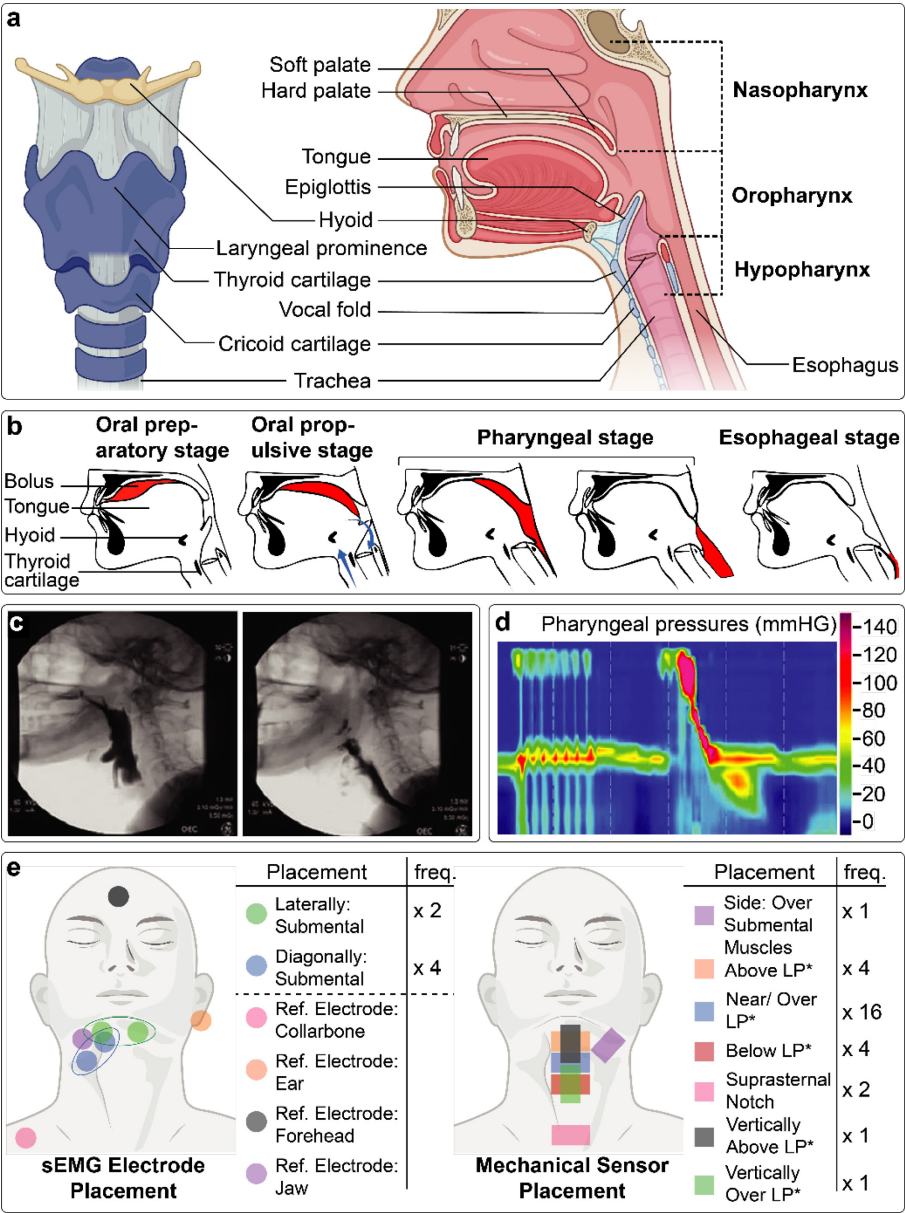 a
Soft palate
Hard palate
Tongue
Epiglottis
Hyoid
Laryngeal prominence
Thyroid cartilage
Vocal fold
Cricoid cartilage
Trachea
Nasopharynx
Oropharynx
Hypopharynx
Esophagus
b
Oral prep-
aratory stage
Oral prop-
ulsive stage
Pharyngeal stage
Esophageal stage
Bolus
Tongue
Hyoid
Thyroid
cartilage
c
OEC
OEC
d
Pharyngeal pressures (mmHG)
140
120
100
80
60
40
20
0
e
Placement
freq.
Laterally:
Submental
x 2
Diagonally:
Submental
x 4
Ref. Electrode:
Collarbone
Ref. Electrode:
Ear
Ref. Electrode:
Forehead
Ref. Electrode:
Jaw
sEMG Electrode
Placement
Placement
freq.
Side: Over
Submental
Muscles
x 1
Above LP*
x 4
Near/ Over
LP*
x 16
Below LP*
x 4
Suprasternal
Notch
x 2
Vertically
Above LP*
x 1
Vertically
Over LP*
x 1
Mechanical Sensor
Placement